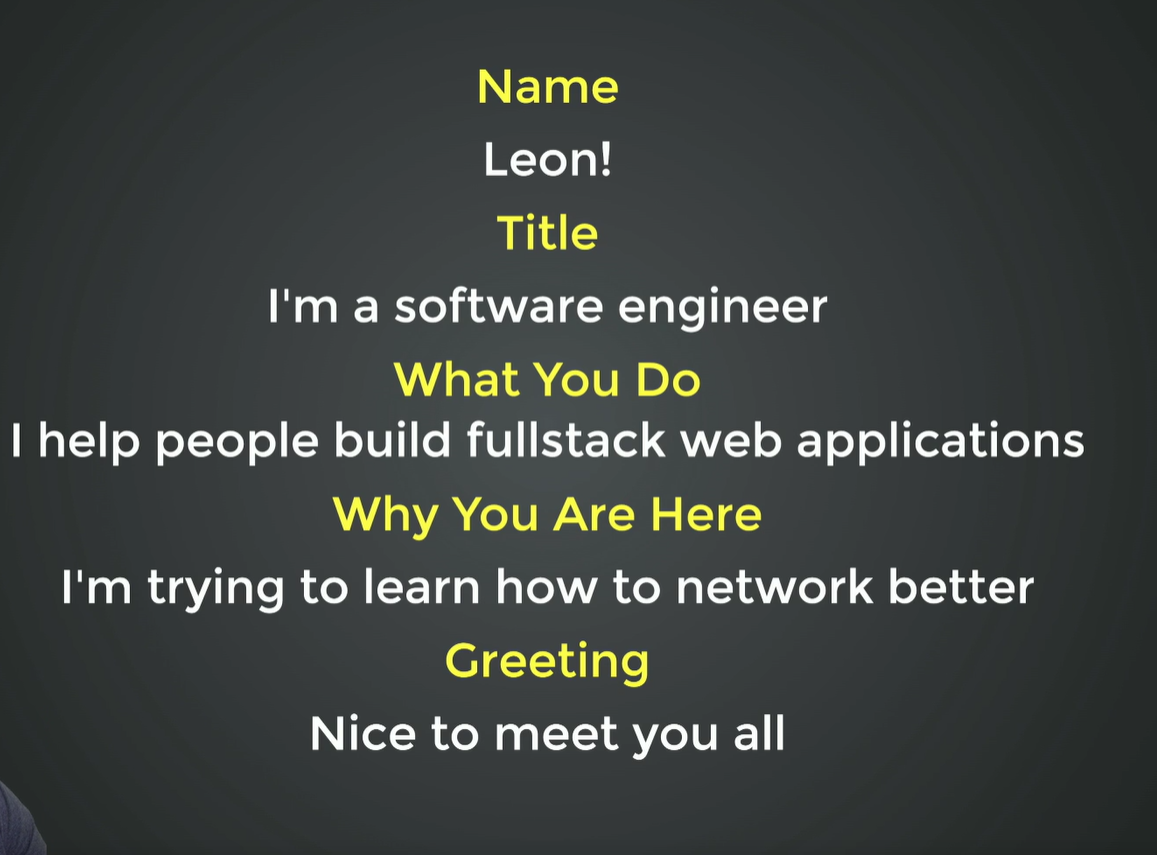 Name
Leon!
Title
I'm a software engineer
What You Do
I help people build fullstack web applications
Why You Are Here
I'm trying to learn how to network better
Greeting
Nice to meet you all